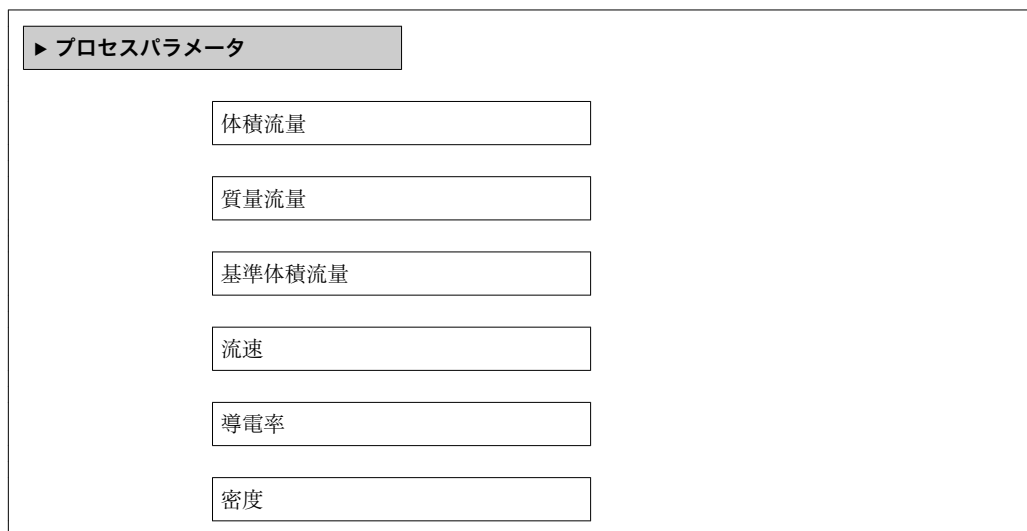 ▶ プロセスパラメータ
体積流量
質量流量
基準体積流量
流速
導電率
密度